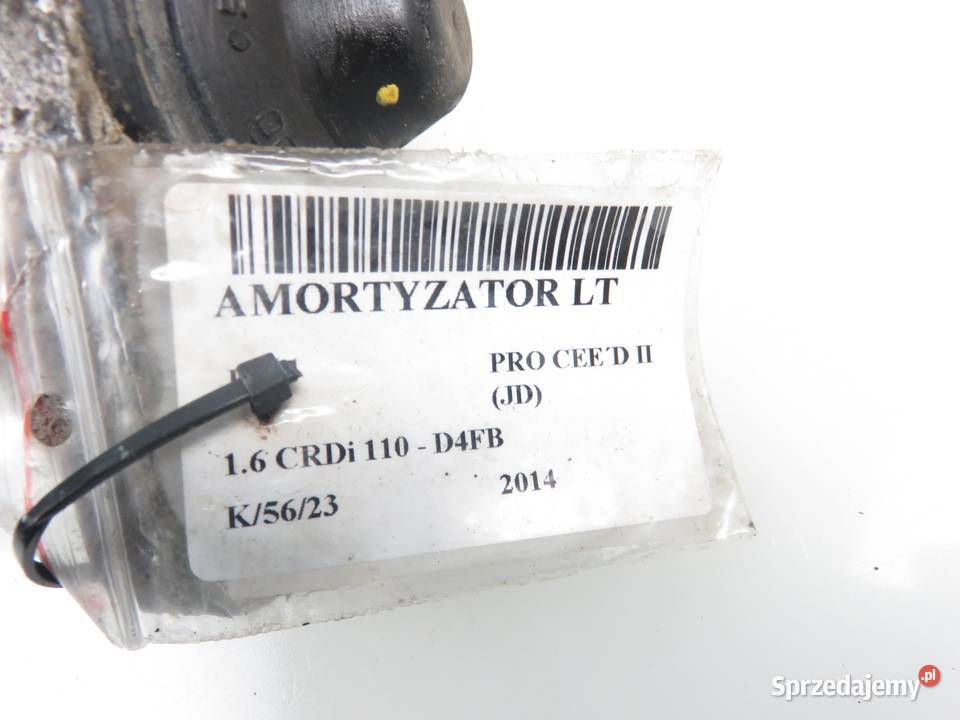 AMORTYZATOR LT
PRO CEE'D II
(JD)
1.6 CRDi 110 - D4FB
2014
K/56/23
Sprzedajemy.pl